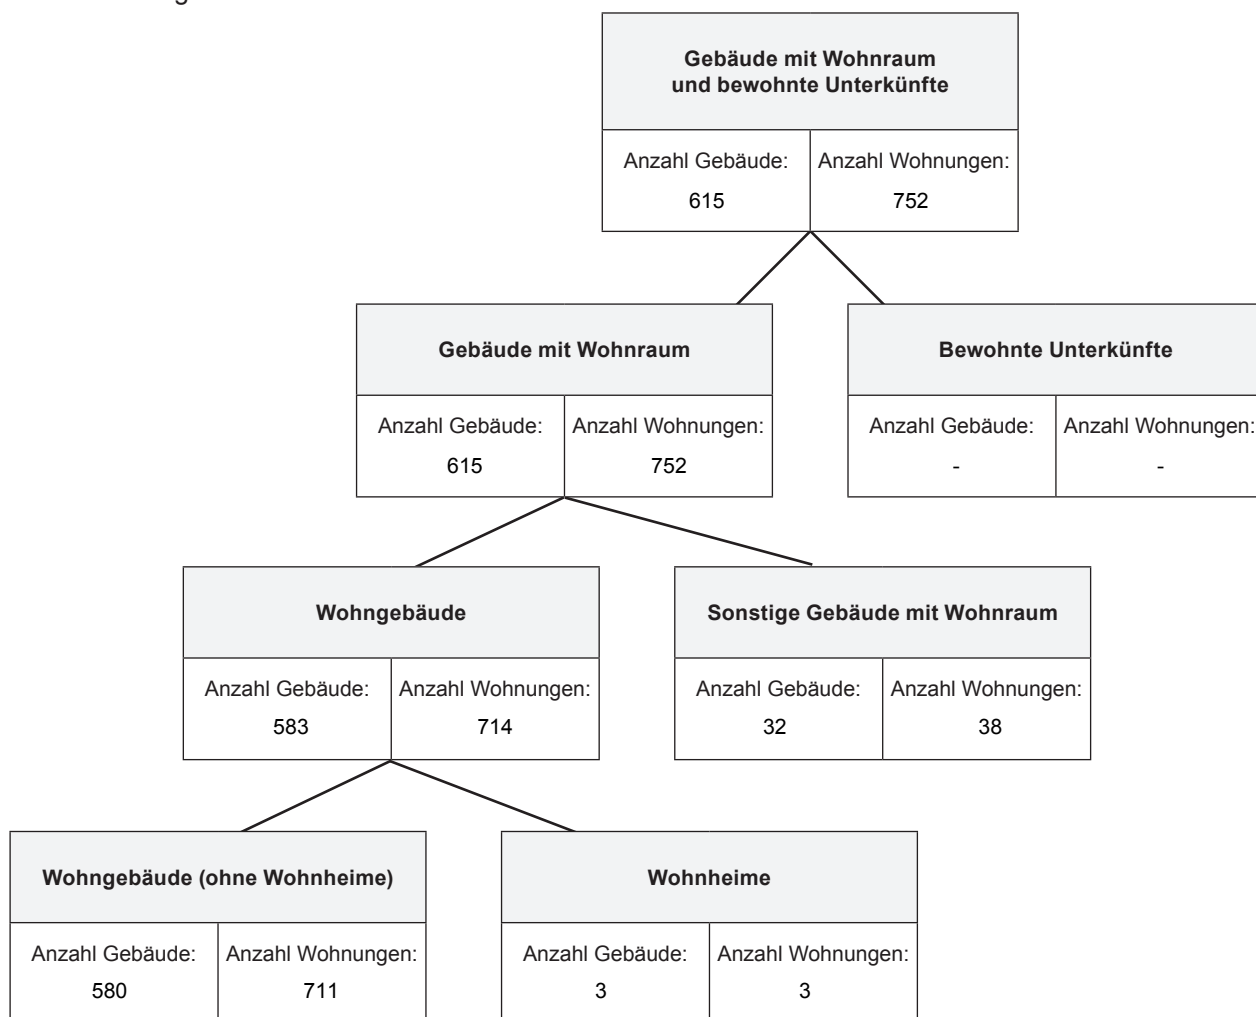 Gebäude mit Wohnraum
und bewohnte Unterkünfte
Anzahl Gebäude: Anzahl Wohnungen:
615 752
Gebäude mit Wohnraum
Anzahl Gebäude: Anzahl Wohnungen:
615 752
Bewohnte Unterkünfte
Anzahl Gebäude: Anzahl Wohnungen:
- -
Wohngebäude
Anzahl Gebäude: Anzahl Wohnungen:
583 714
Sonstige Gebäude mit Wohnraum
Anzahl Gebäude: Anzahl Wohnungen:
32 38
Wohngebäude (ohne Wohnheime)
Anzahl Gebäude: Anzahl Wohnungen:
580 711
Wohnheime
Anzahl Gebäude: Anzahl Wohnungen:
3 3